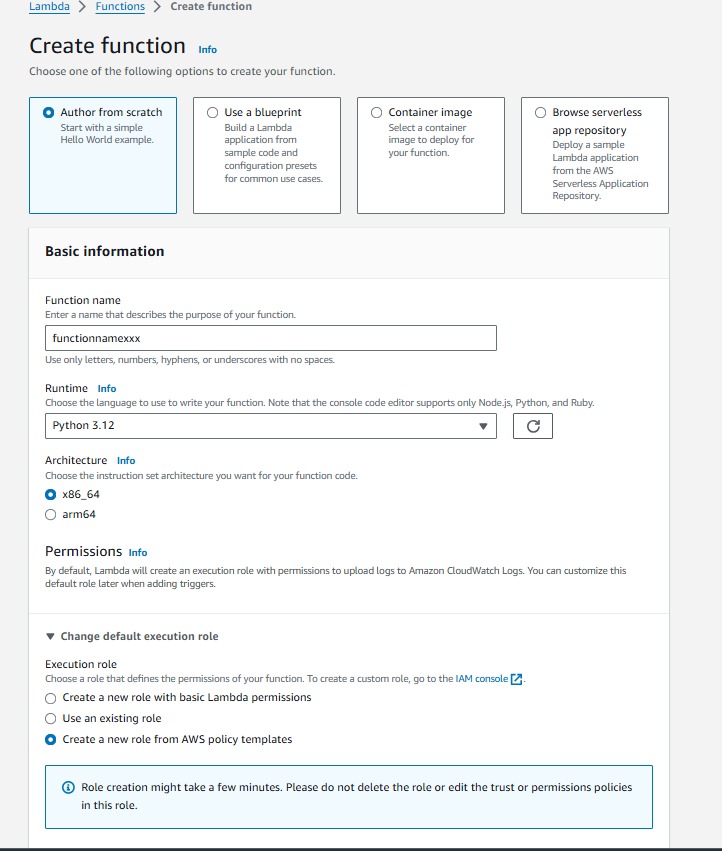 Lambda > Functions > Create function
Create function Info
Choose one of the following options to create your function.
Author from scratch
Start with a simple
Hello World example.
Use a blueprint
Build a Lambda
application from
sample code and
configuration presets
for common use cases.
Container image
Select a container
image to deploy for
your function.
Browse serverless
app repository
Deploy a sample
Lambda application
from the AWS
Serverless Application
Repository.
Basic information
Function name
Enter a name that describes the purpose of your function.
functionnamexxx
Use only letters, numbers, hyphens, or underscores with no spaces.
Runtime Info
Choose the language to use to write your function. Note that the console code editor supports only Node.js, Python, and Ruby.
Python 3.12
Architecture Info
Choose the instruction set architecture you want for your function code.
x86_64
arm64
Permissions Info
By default, Lambda will create an execution role with permissions to upload logs to Amazon CloudWatch Logs. You can customize this
default role later when adding triggers.
Change default execution role
Execution role
Choose a role that defines the permissions of your function. To create a custom role, go to the IAM console.
Create a new role with basic Lambda permissions
Use an existing role
Create a new role from AWS policy templates
Role creation might take a few minutes. Please do not delete the role or edit the trust or permissions policies
in this role.